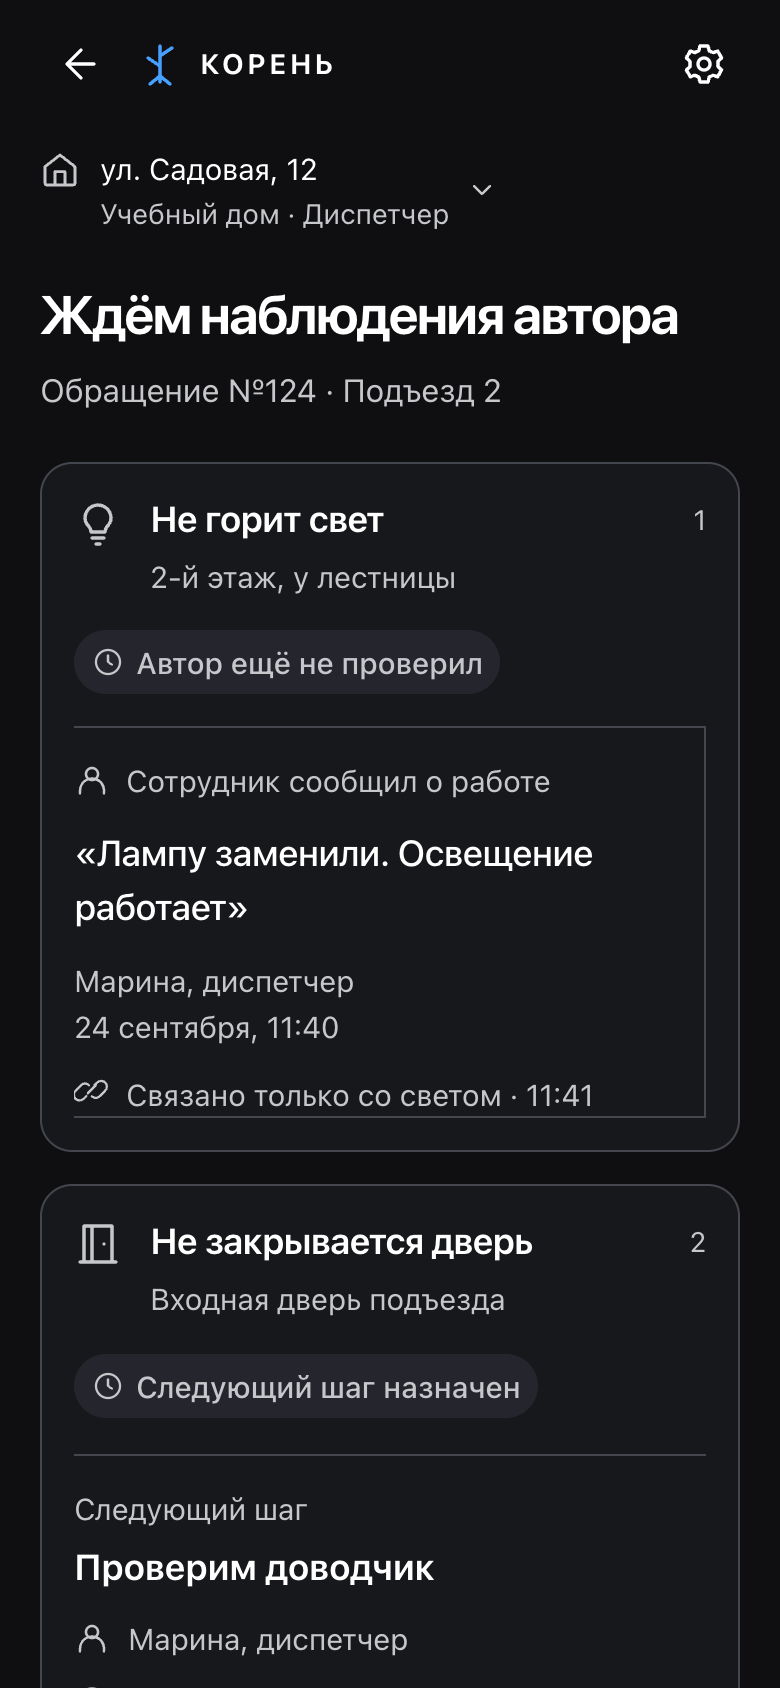 КОРЕНЬ
ул. Садовая, 12
Учебный дом · Диспетчер
Ждём наблюдения автора
Обращение №124 · Подъезд 2
Не горит свет
1
2-й этаж, у лестницы
Автор ещё не проверил
Сотрудник сообщил о работе
«Лампу заменили. Освещение
работает»
Марина, диспетчер
24 сентября, 11:40
Связано только со светом · 11:41
Не закрывается дверь
2
Входная дверь подъезда
Следующий шаг назначен
Следующий шаг
Проверим доводчик
Марина, диспетчер